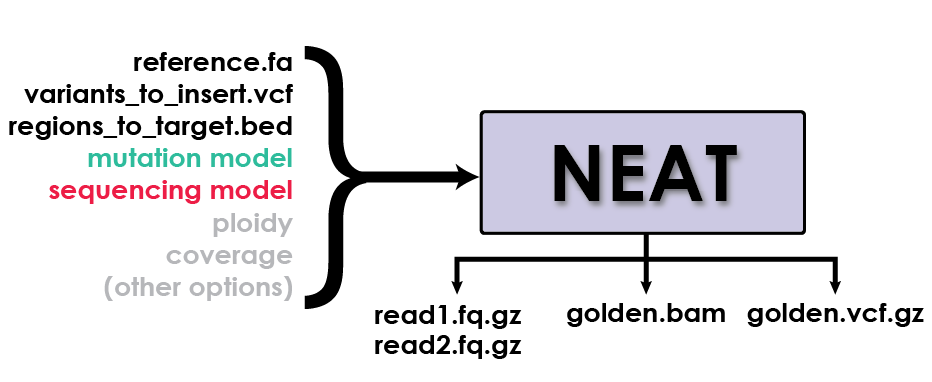 reference.fa
variants_to_insert.vcf
regions_to_target.bed
mutation model
sequencing model
ploidy
coverage
(other options)
NEAT
read1.fq.gz
read2.fq.gz
golden.bam
golden.vcf.gz